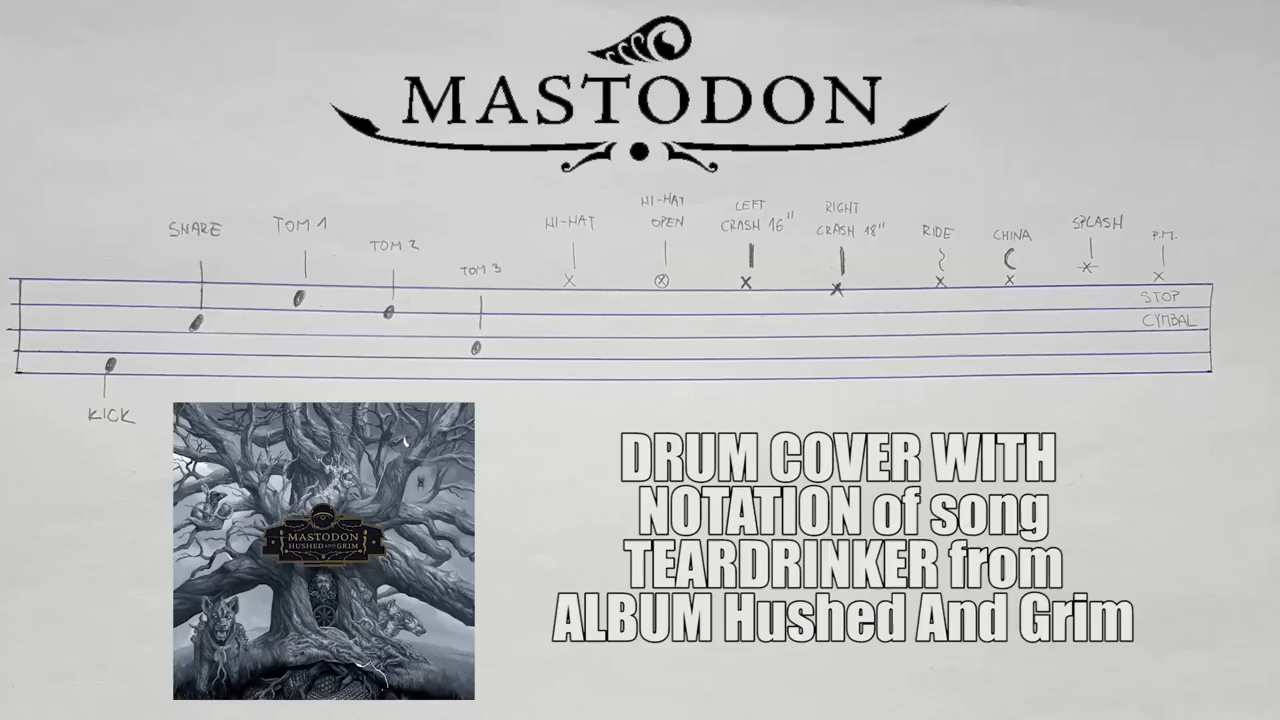 MASTODON
SNARE
TOM 1
TOM 2
TOM 3
HI-HAT
HI-HAT
OPEN
LEFT
CRASH 16"
RIGHT
CRASH 18"
RIDE
CHINA
SPLASH
P.M.
STOP
CYMBAL
KICK
MASTODON
HUSHED AND GRIM
DRUM COVER WITH
NOTATION of song
TEARDRINKER from
ALBUM Hushed And Grim